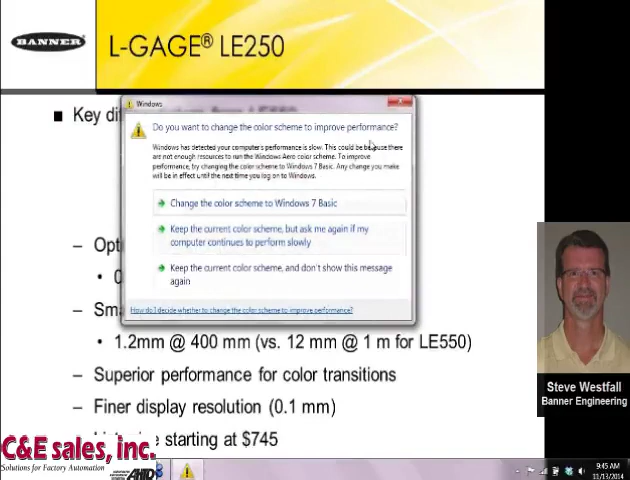 BANNER
L-GAGE® LE250
■ Key
Windows
Do you want to change the color scheme to improve performance?
Windows has detected your computer's performance is slow. This could be because there
are not enough resources to run the Windows Aero color scheme. To improve
performance, try changing the color scheme to Windows 7 Basic. Any change you make
will be in effect until the next time you log on to Windows.
Change the color scheme to Windows 7 Basic
Keep the current color scheme, but ask me again if my
computer continues to perform slowly
Keep the current color scheme, and don't show this message
again
How do I decide whether to change the color scheme to improve performance?
• 1.2mm @ 400 mm (vs. 12 mm @ 1 m for LE550)
– Superior performance for color transitions
– Finer display resolution (0.1 mm)
starting at $745
Steve Westfall
Banner Engineering
C&E sales, inc.
Solutions for Factory Automation
AHTD
9:45 AM
11/13/2014